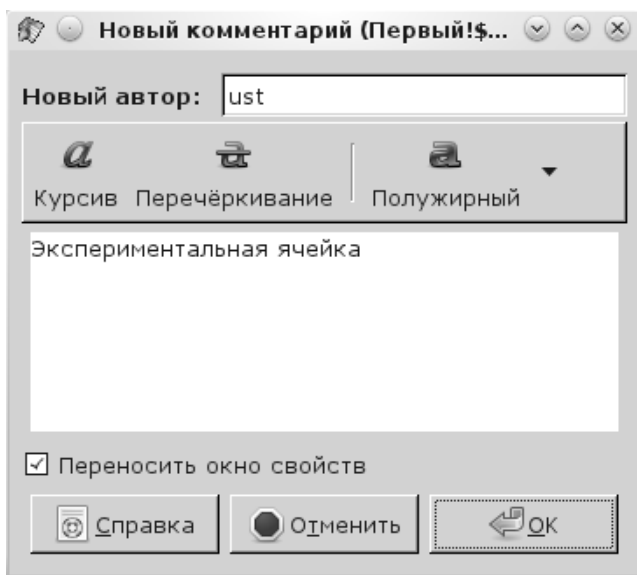 Новый комментарий (Первый!$...
Новый автор: ust
Курсив Перечёркивание Полужирный
Экспериментальная ячейка
Переносить окно свойств
Справка Отменить OK